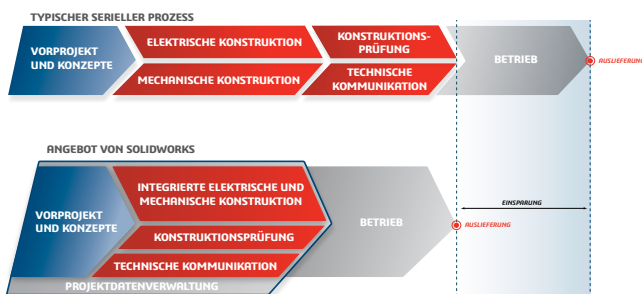 TYPISCHER SERIELLER PROZESS
VORPROJEKT
UND KONZEPTE
ELEKTRISCHE KONSTRUKTION
MECHANISCHE KONSTRUKTION
KONSTRUKTIONS-
PRÜFUNG
TECHNISCHE
KOMMUNIKATION
BETRIEB
AUSLIEFERUNG
ANGEBOT VON SOLIDWORKS
VORPROJEKT
UND KONZEPTE
INTEGRIERTE ELEKTRISCHE UND
MECHANISCHE KONSTRUKTION
KONSTRUKTIONSPRÜFUNG
TECHNISCHE KOMMUNIKATION
PROJEKTDATENVERWALTUNG
BETRIEB
AUSLIEFERUNG
EINSPARUNG